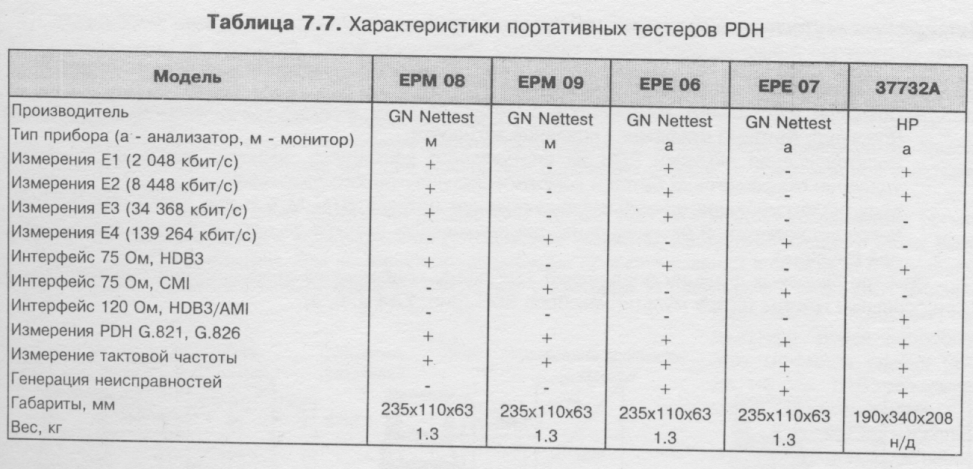 Таблица 7.7. Характеристики портативных тестеров PDH
Модель EPM 08 EPM 09 EPE 06 EPE 07 37732A
Производитель GN Nettest GN Nettest GN Nettest GN Nettest HP
Тип прибора (а - анализатор, м - монитор) м м а а а
Измерения E1 (2 048 кбит/с) + - + - +
Измерения E2 (8 448 кбит/с) + + +
Измерения E3 (34 368 кбит/с) + +
Измерения E4 (139 264 кбит/с) - + - +
Интерфейс 75 Ом, HDB3 + + - +
Интерфейс 75 Ом, CMI + - + -
Интерфейс 120 Ом, HDB3/AMI - - - - +
Измерения PDH G.821, G.826 + + + + +
Измерение тактовой частоты + + + + +
Генерация неисправностей - - + + +
Габариты, мм 235x110x63 235x110x63 235x110x63 235x110x63 190x340x208
Вес, кг 1.3 1.3 1.3 1.3 н/д